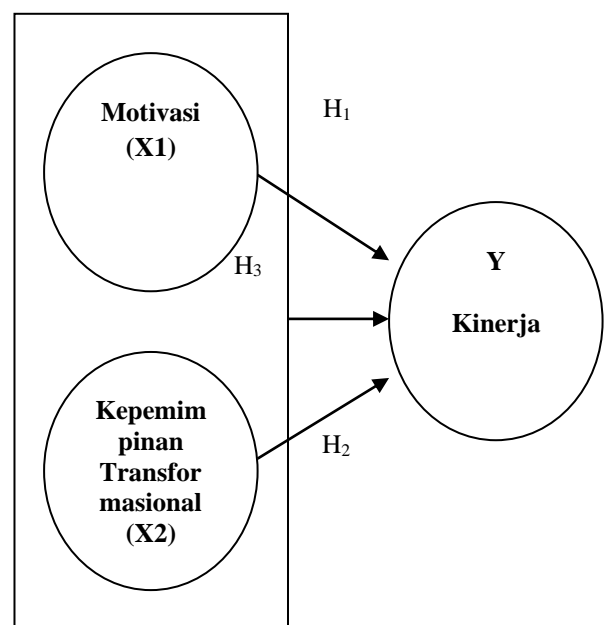 Motivasi
(X1)
H₁
H₃
Y
Kinerja
Kepemim
pinan
Transfor
masional
(X2)
H₂